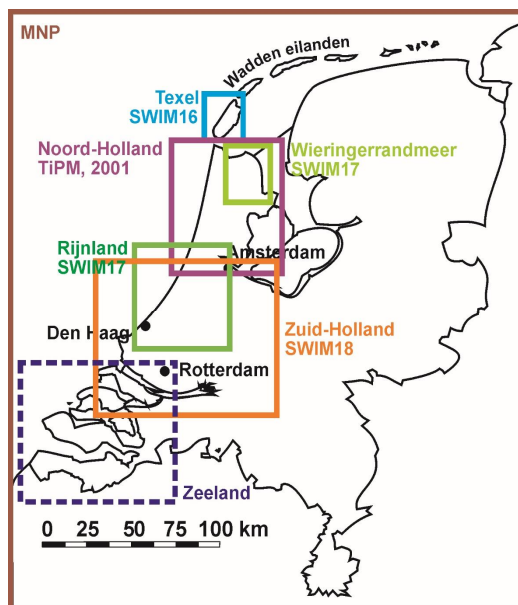 MNP
Wadden eilanden
Texel
SWIM16
Noord-Holland
TiPM, 2001
Wieringerrandmeer
SWIM17
Rijnland
SWIM17
Amsterdam
Den Haag
Zuid-Holland
SWIM18
Rotterdam
Zeeland
0 25 50 75 100 km